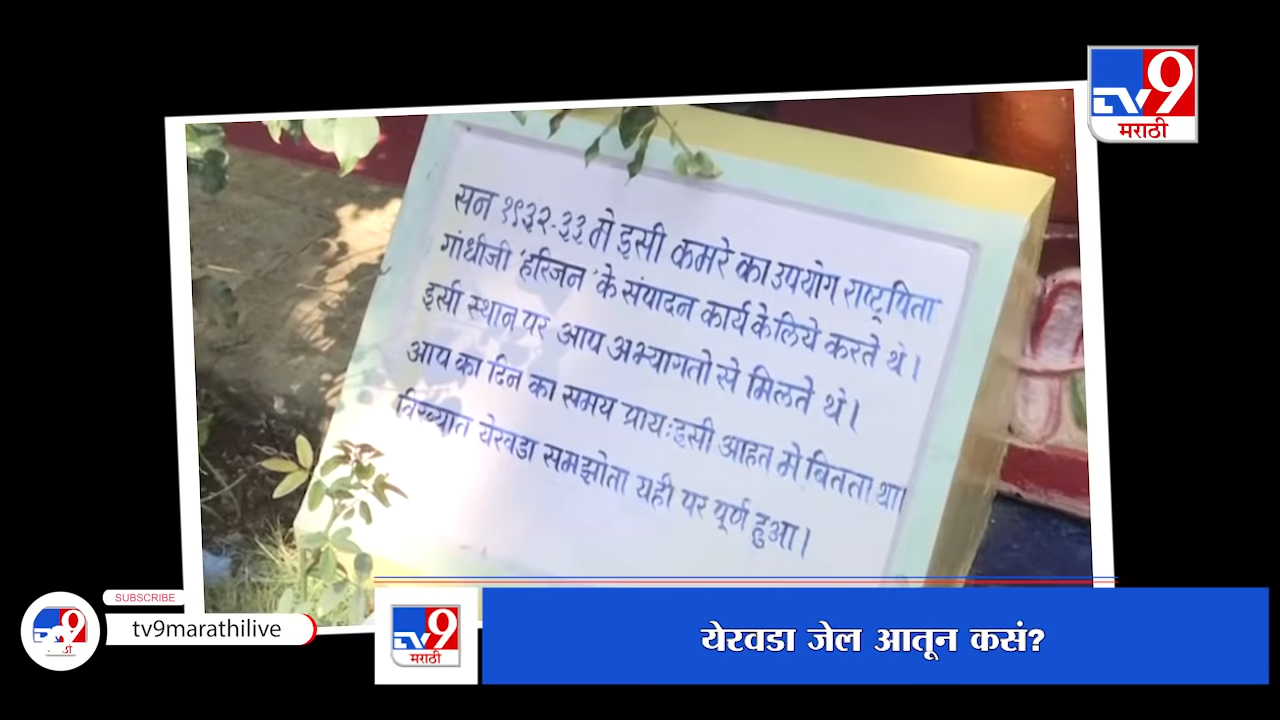 TV9
मराठी
सन १९३२-३३ मे इसी कमरे का उपयोग राष्ट्रपिता
गांधीजी 'हरिजन' के संपादन कार्य केलिये करते थे।
इसी स्थान पर आप अभ्यागतो से मिलते थे।
आप का दिन का समय प्रायःइसी आहत मे बितता था।
विख्यात येरवडा समझोता यही पर पूर्ण हुआ।
SUBSCRIBE
tv9marathilive
TV9
मराठी
येरवडा जेल आतून कसं?